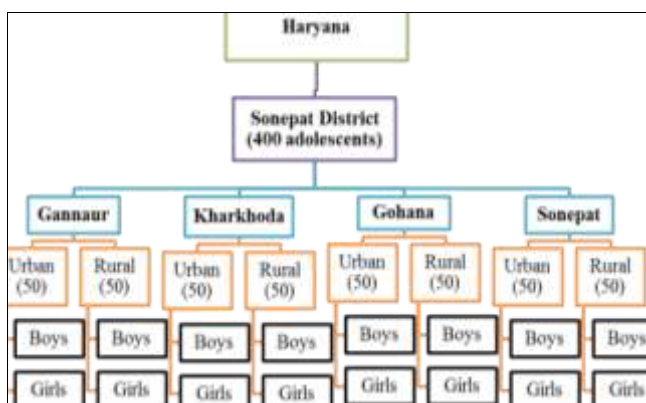 Haryana
Sonepat District
(400 adolescents)
Gannaur Kharkhoda Gohana Sonepat
Urban Rural Urban Rural Urban Rural Urban Rural
(50) (50) (50) (50) (50) (50) (50) (50)
Boys Boys Boys Boys Boys Boys Boys Boys
Girls Girls Girls Girls Girls Girls Girls Girls